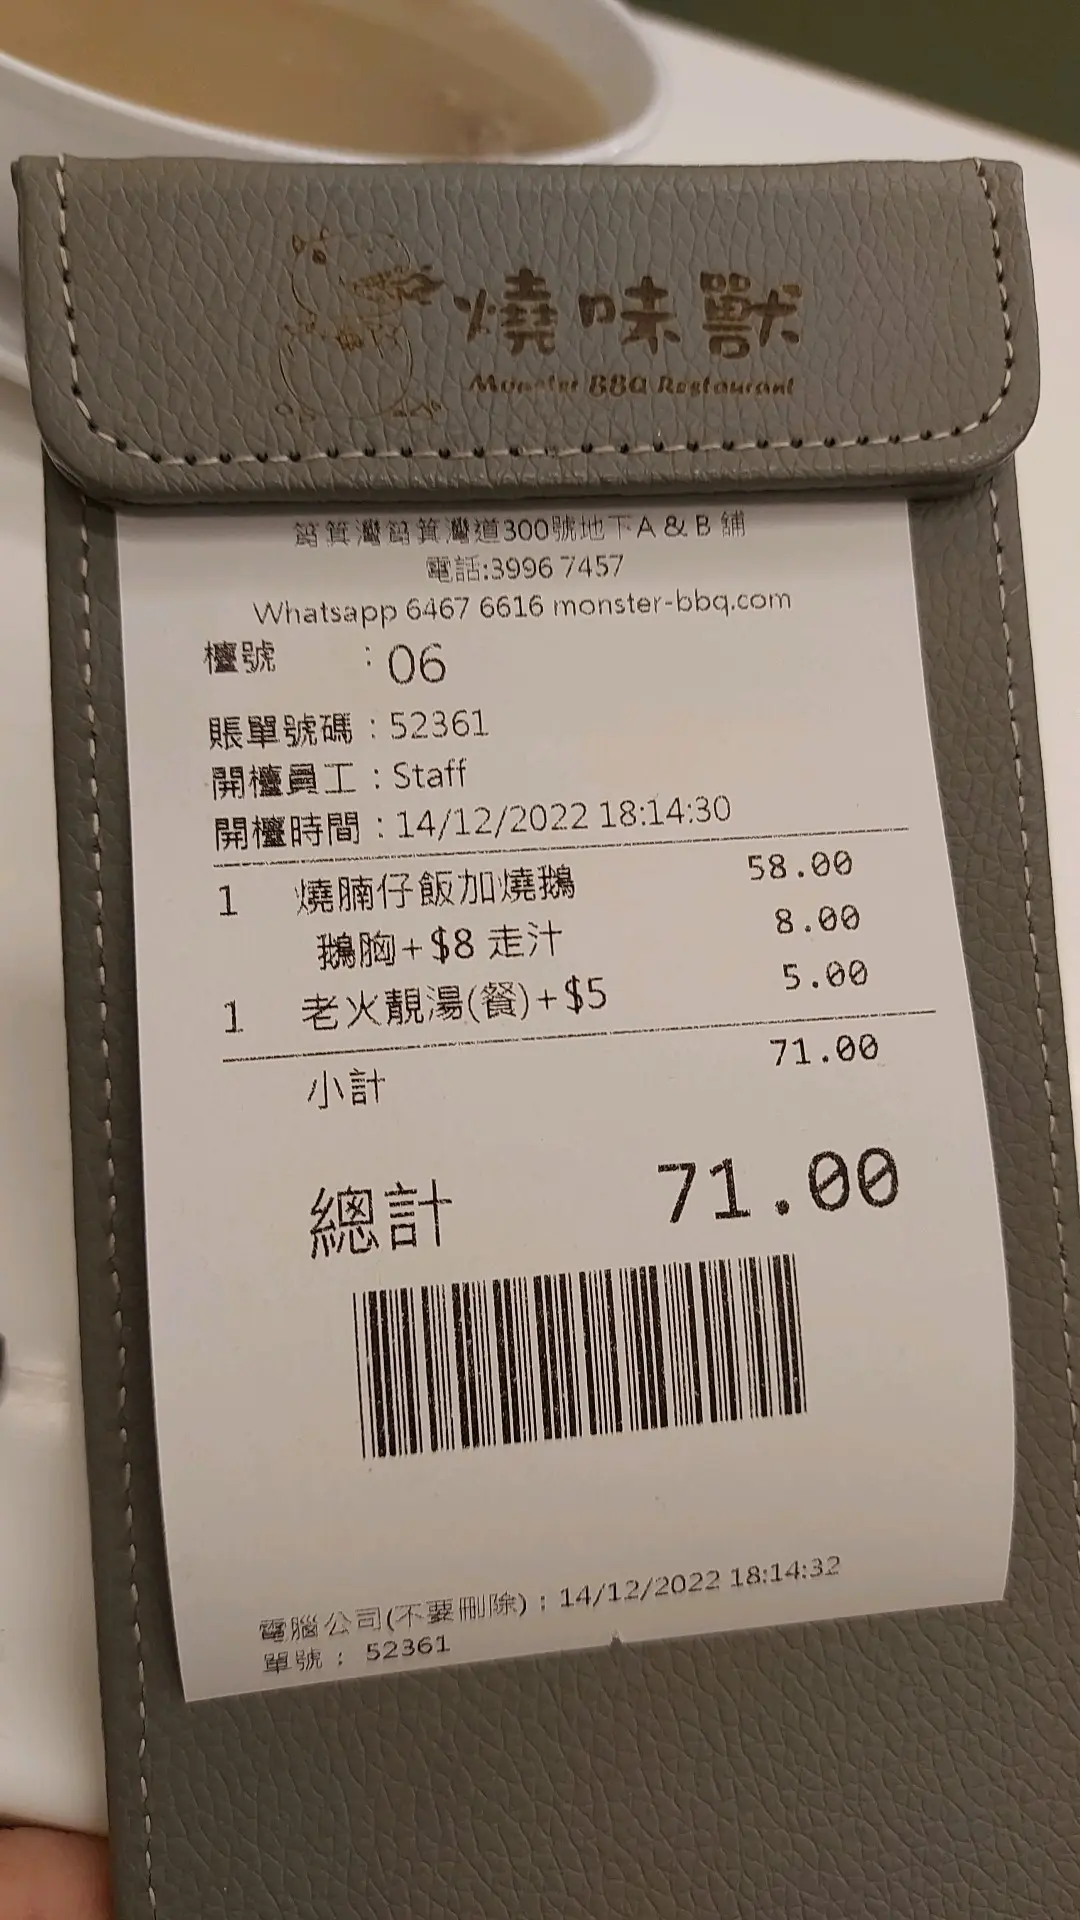 燒味獸
Monster BBQ Restaurant
筲箕灣筲箕灣道300號地下A & B 舖
電話:3996 7457
Whatsapp 6467 6616 monster-bbq.com
檯號 : 06
賬單號碼 : 52361
開檯員工 : Staff
開檯時間 : 14/12/2022 18:14:30
1 燒腩仔飯加燒鵝 58.00
鵝胸+$8 走汁 8.00
1 老火靚湯(餐)+$5 5.00
小計 71.00
總計 71.00
電腦公司(不要刪除) : 14/12/2022 18:14:32
單號 : 52361